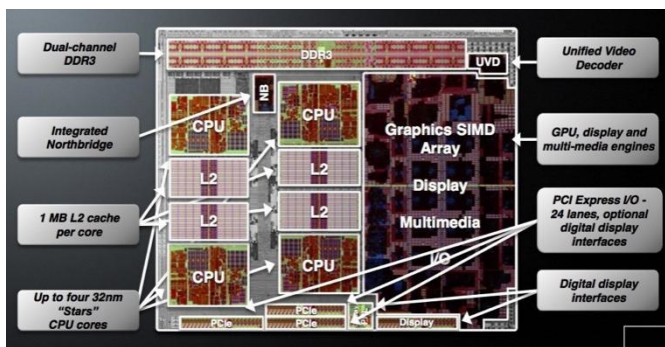 Dual-channel
DDR3
Integrated
Northbridge
1 MB L2 cache
per core
Up to four 32nm
“Stars”
CPU cores
DDR3
UVD
NB
CPU
CPU
L2
L2
L2
L2
CPU
CPU
Graphics SIMD
Array
Display
Multimedia
I/O
PCIe
PCIe
PCIe
Display
Unified Video
Decoder
GPU, display and
multi-media engines
PCI Express I/O -
24 lanes, optional
digital display
interfaces
Digital display
interfaces